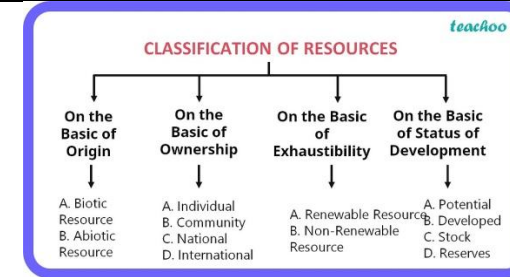 teachoo
CLASSIFICATION OF RESOURCES
On the
Basic of
Origin
On the
Basic of
Ownership
On the Basic
of
Exhaustibility
On the Basic
of Status of
Development
A. Biotic
Resource
B. Abiotic
Resource
A. Individual
B. Community
C. National
D. International
A. Renewable Resource
B. Non-Renewable
Resource
A. Potential
B. Developed
C. Stock
D. Reserves